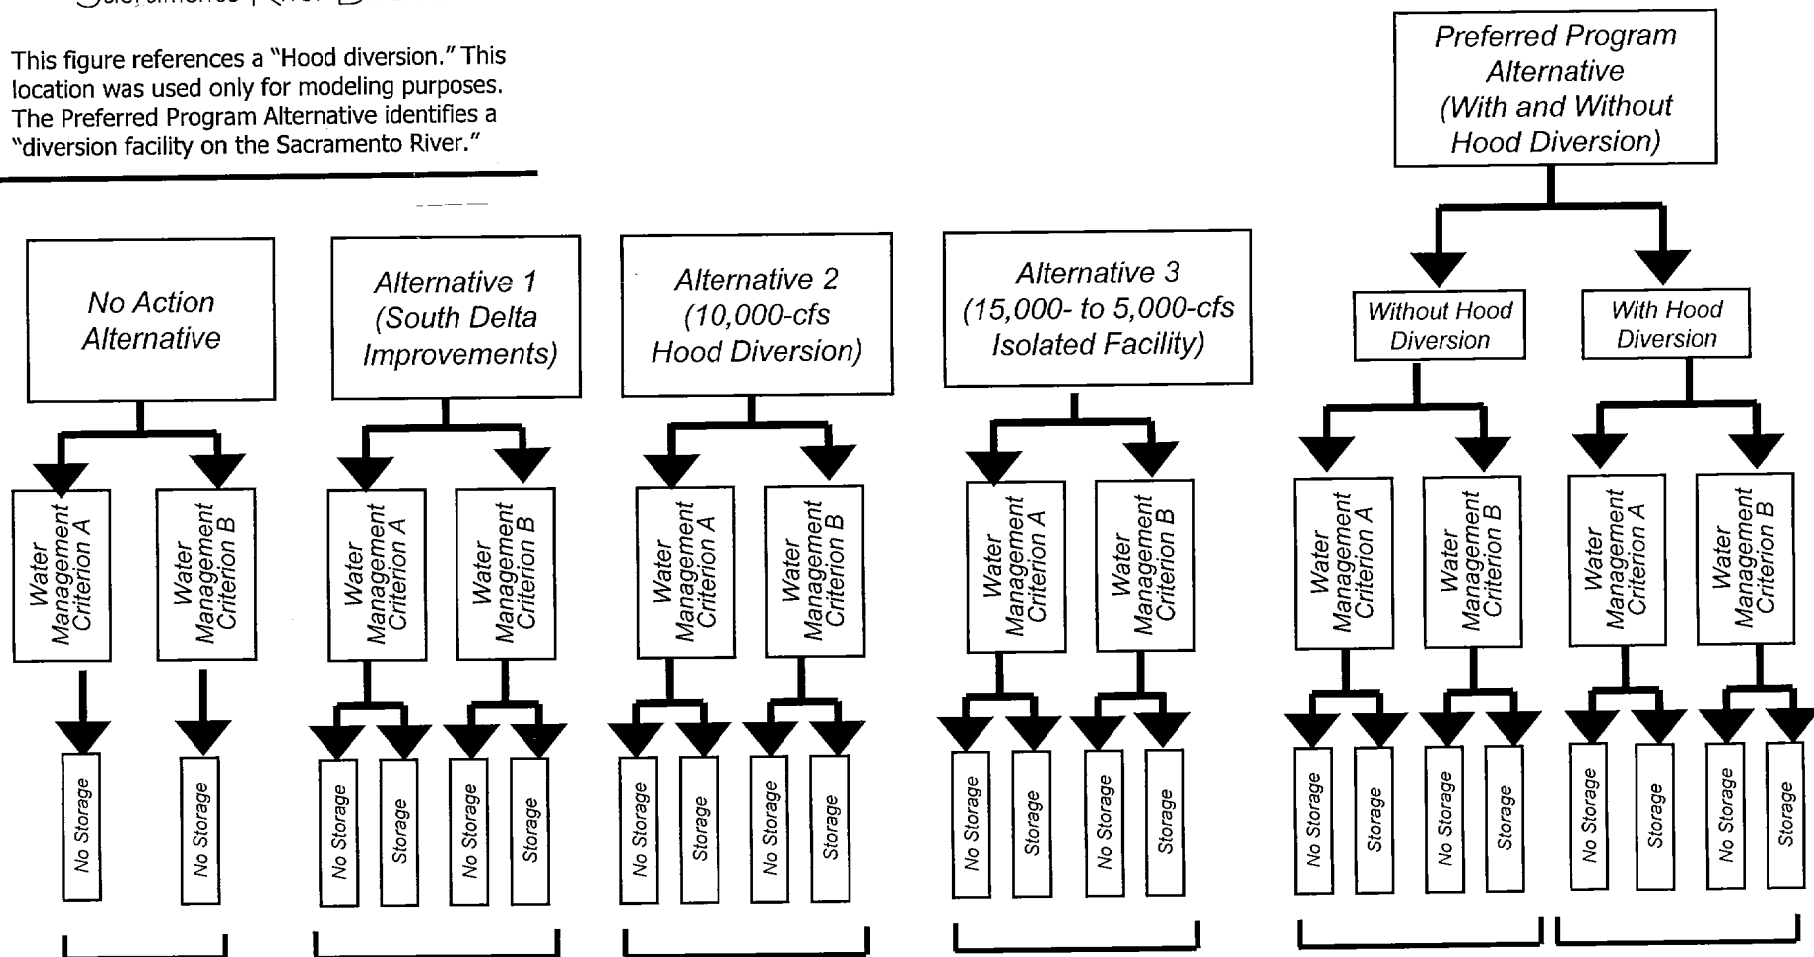 This figure references a "Hood diversion." This
location was used only for modeling purposes.
The Preferred Program Alternative identifies a
"diversion facility on the Sacramento River."
Preferred Program
Alternative
(With and Without
Hood Diversion)
No Action
Alternative
Alternative 1
(South Delta
Improvements)
Alternative 2
(10,000-cfs
Hood Diversion)
Alternative 3
(15,000- to 5,000-cfs
Isolated Facility)
Without Hood
Diversion
With Hood
Diversion
Water
Management
Criterion A
Water
Management
Criterion B
Water
Management
Criterion A
Water
Management
Criterion B
Water
Management
Criterion A
Water
Management
Criterion B
Water
Management
Criterion A
Water
Management
Criterion B
Water
Management
Criterion A
Water
Management
Criterion B
Water
Management
Criterion A
Water
Management
Criterion B
No Storage
No Storage
No Storage
Storage
No Storage
Storage
No Storage
Storage
No Storage
Storage
No Storage
Storage
No Storage
Storage
No Storage
Storage
No Storage
Storage
No Storage
Storage
No Storage
Storage